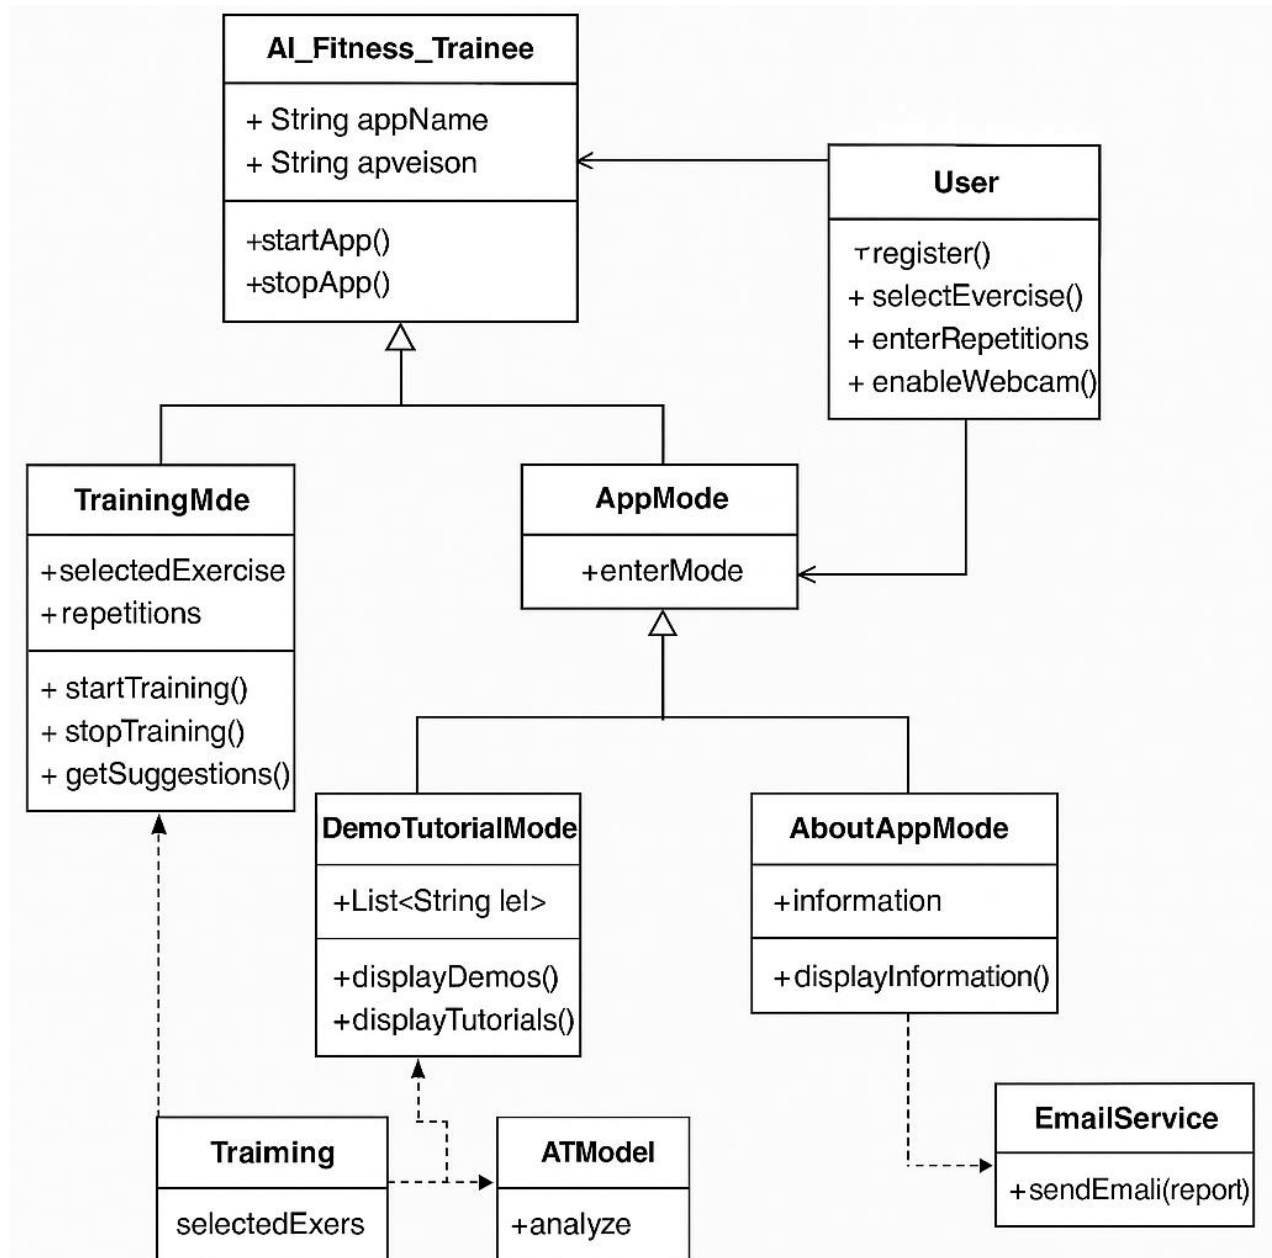 AI_Fitness_Trainee
+ String appName
+ String apveison
+startApp()
+stopApp()
User
+register()
+ selectEvercise()
+ enterRepetitions
+ enableWebcam()
TrainingMde
+selectedExercise
+repetitions
+ startTraining()
+ stopTraining()
+ getSuggestions()
AppMode
+enterMode
DemoTutorialMode
+List<String lel>
+displayDemos()
+displayTutorials()
AboutAppMode
+information
+displayInformation()
Traiming
selectedExers
ATModel
+analyze
EmailService
+sendEmali(report)